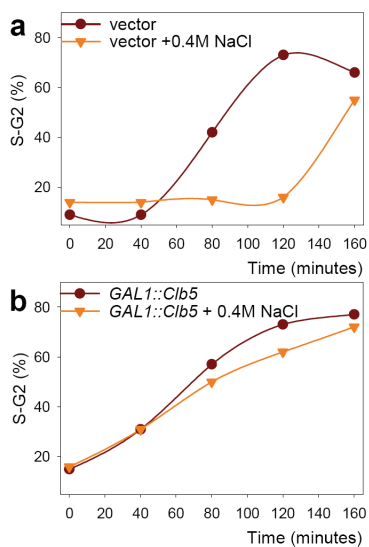 a
vector
vector +0.4M NaCl
80
60
40
20
S-G2 (%)
0 20 40 60 80 100 120 140 160
Time (minutes)
b
GAL1::Clb5
GAL1::Clb5 + 0.4M NaCl
80
60
40
20
S-G2 (%)
0 20 40 60 80 100 120 140 160
Time (minutes)